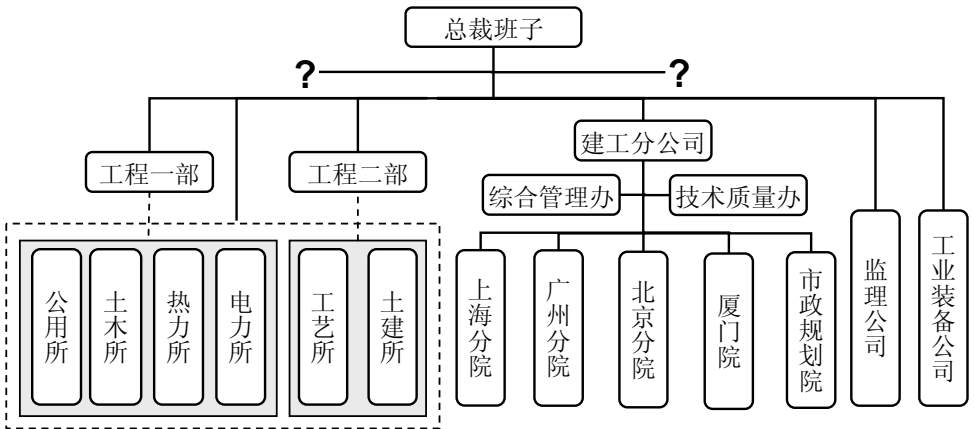 总裁班子
?
?
建工分公司
工程一部
工程二部
综合管理办
技术质量办
公用所
土木所
热力所
电力所
工艺所
土建所
上海分院
广州分院
北京分院
厦门院
市政规划院
监理公司
工业装备公司